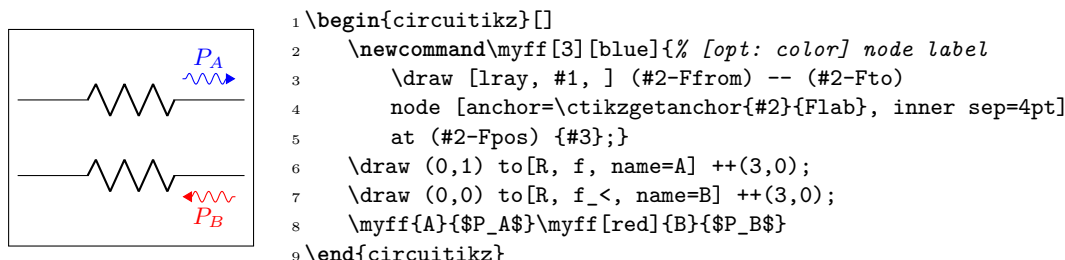 P_A
P_B
1 \begin{circuitikz}[]
2 \newcommand\myff[3][blue]{% [opt: color] node label
3 \draw [lray, #1, ] (#2-Ffrom) -- (#2-Fto)
4 node [anchor=\ctikzgetanchor{#2}{Flab}, inner sep=4pt]
5 at (#2-Fpos) {#3};}
6 \draw (0,1) to[R, f, name=A] ++(3,0);
7 \draw (0,0) to[R, f_<, name=B] ++(3,0);
8 \myff{A}{$P_A$}\myff[red]{B}{$P_B$}
9 \end{circuitikz}